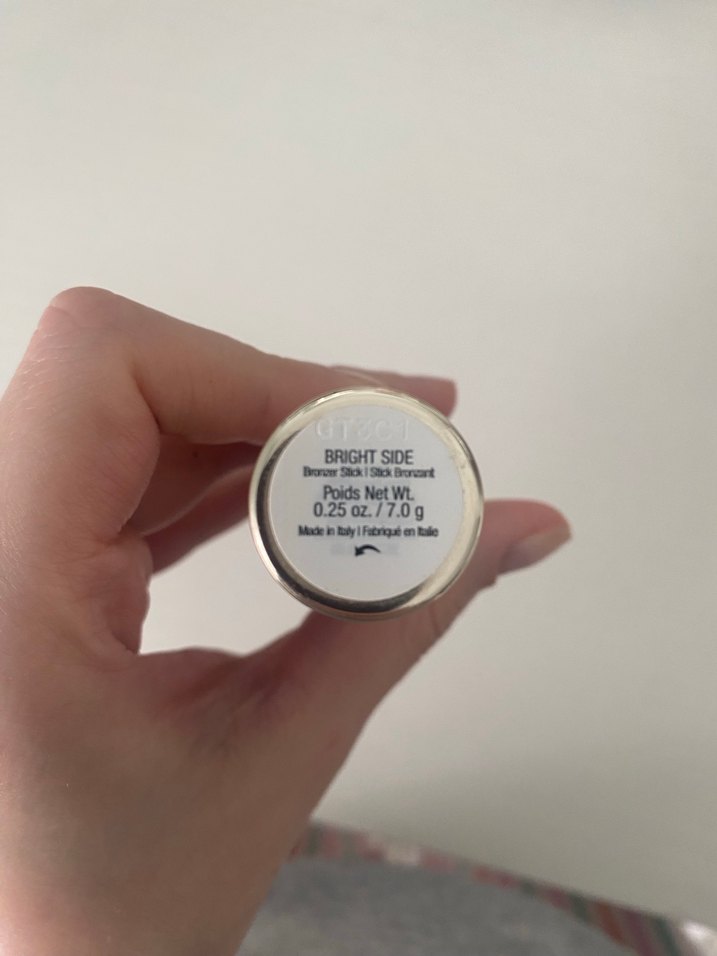 BRIGHT SIDE
Bronzer Stick | Stick Bronzant
Poids Net Wt.
0.25 oz. / 7.0 g
Made in Italy | Fabriqué en Italie